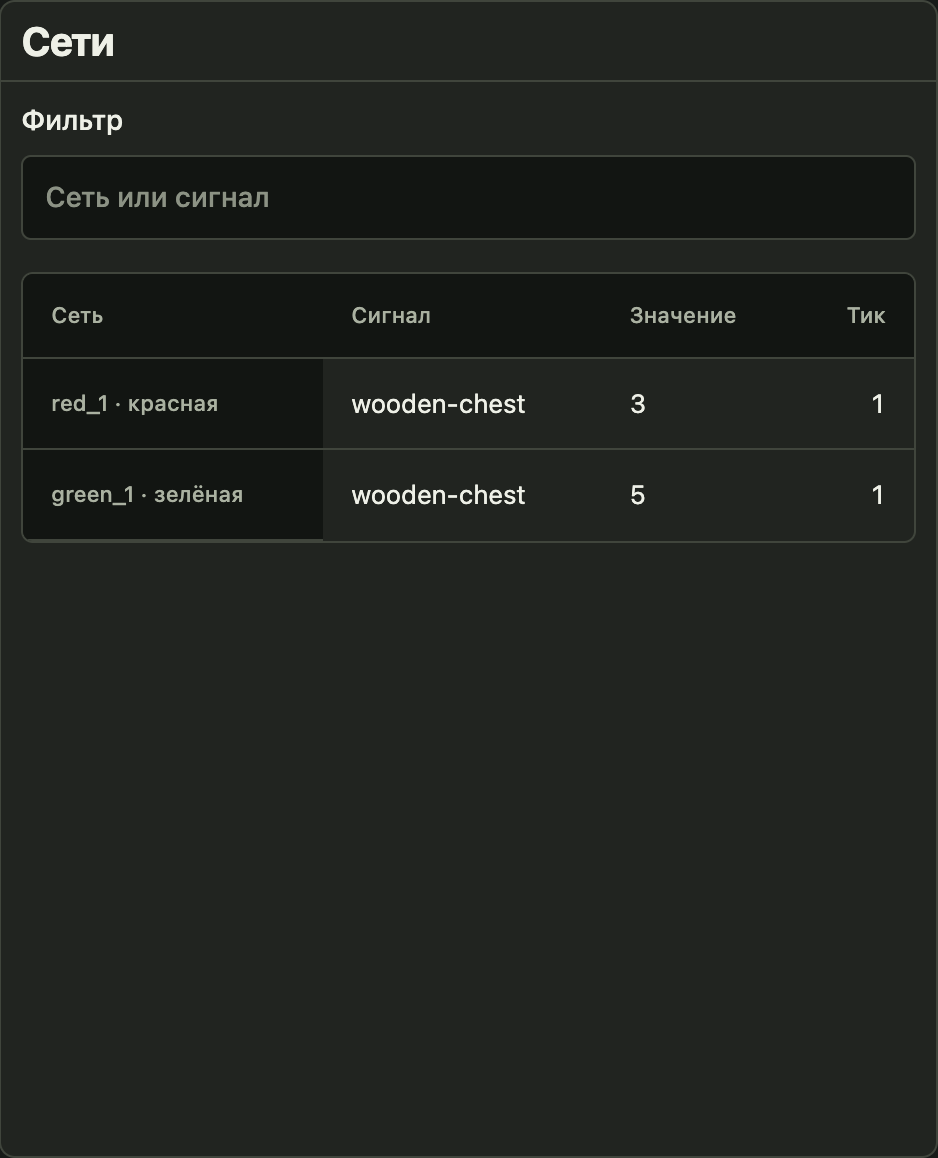 Сети
Фильтр
Сеть или сигнал
Сеть Сигнал Значение Тик
red_1 · красная wooden-chest 3 1
green_1 · зелёная wooden-chest 5 1